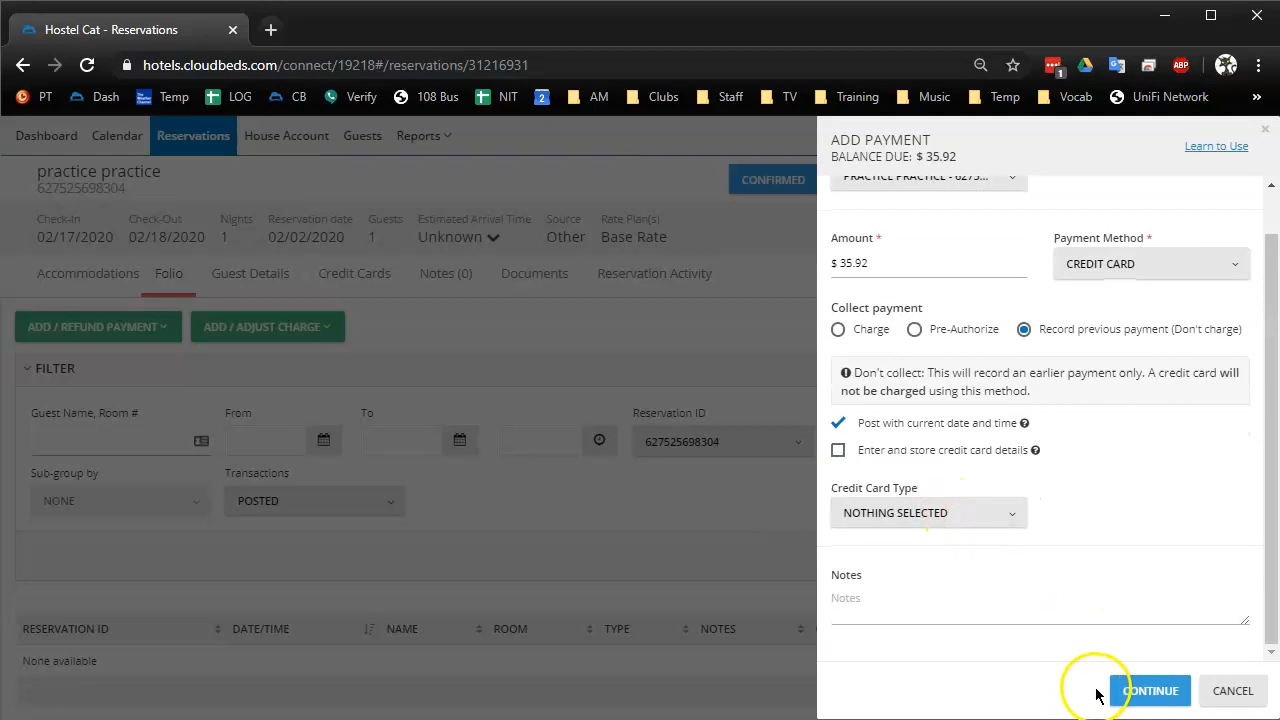 Hostel Cat - Reservations
hotels.cloudbeds.com/connect/19218#/reservations/31216931
1 ABP
PT Dash Temp LOG CB Verify 108 Bus NIT 2 AM Clubs Staff TV Training Music Temp Vocab UniFi Network »
Dashboard Calendar Reservations House Account Guests Reports
ADD PAYMENT
Learn to Use
BALANCE DUE: $ 35.92
practice practice
627525698304
CONFIRMED
PRACTICE PRACTICE - 6275...
Check-In Check-Out Nights Reservation date Guests Estimated Arrival Time Source Rate Plan(s)
02/17/2020 02/18/2020 1 02/02/2020 1 Unknown Other Base Rate
Amount * Payment Method *
$ 35.92 CREDIT CARD
Accommodations Folio Guest Details Credit Cards Notes (0) Documents Reservation Activity
Collect payment
Charge Pre-Authorize Record previous payment (Don't charge)
ADD / REFUND PAYMENT ADD / ADJUST CHARGE
FILTER
Don't collect: This will record an earlier payment only. A credit card will
not be charged using this method.
Guest Name, Room # From To Reservation ID
627525698304
Post with current date and time
Enter and store credit card details
Sub-group by Transactions
NONE POSTED
Credit Card Type
NOTHING SELECTED
Notes
Notes
RESERVATION ID DATE/TIME NAME ROOM TYPE NOTES
None available
CONTINUE CANCEL